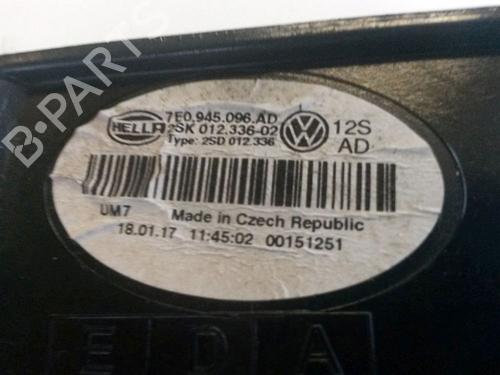 B-PARTS
HELLA
7E0.945.096.AD
2SK 012.336-02
Type: 2SD 012.336
12S
AD
UM7 Made in Czech Republic
18.01.17 11:45:02 00151251
E D A